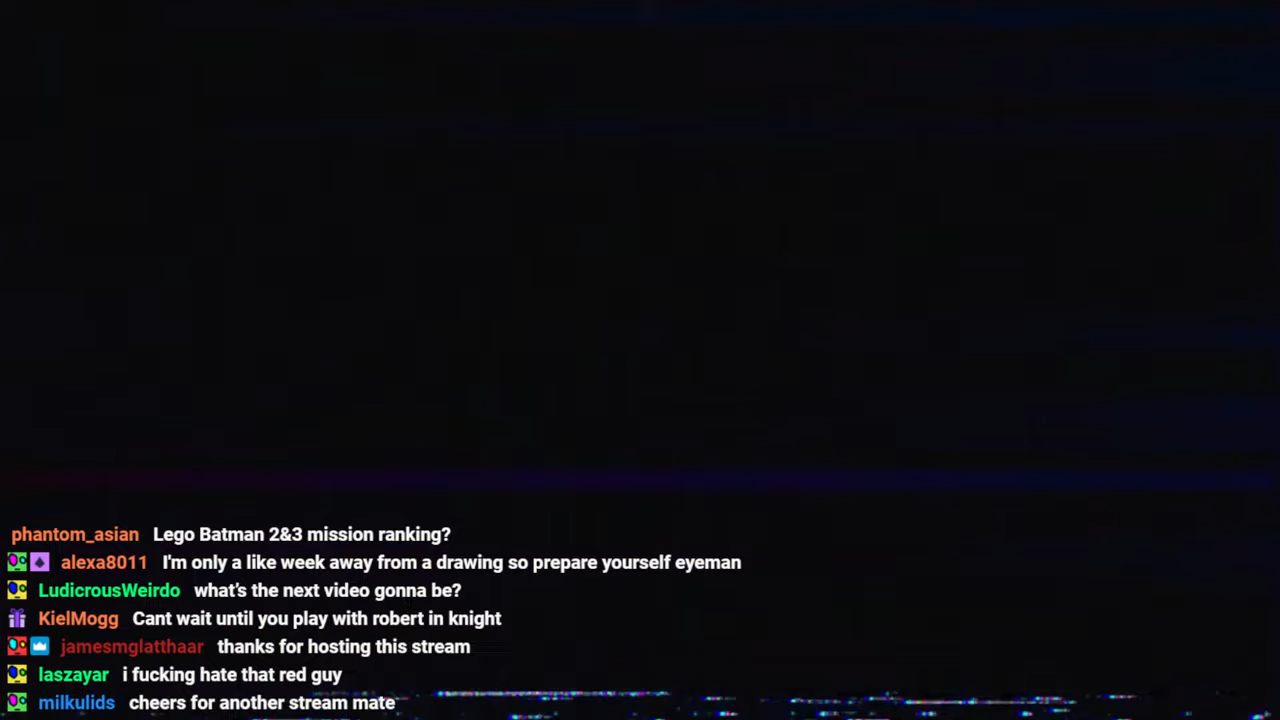 phantom_asian Lego Batman 2&3 mission ranking?
alexa8011 I'm only a like week away from a drawing so prepare yourself eyeman
LudicrousWeirdo what's the next video gonna be?
KielMogg Cant wait until you play with robert in knight
jamesmglatthaar thanks for hosting this stream
laszayar i fucking hate that red guy
milkulids cheers for another stream mate